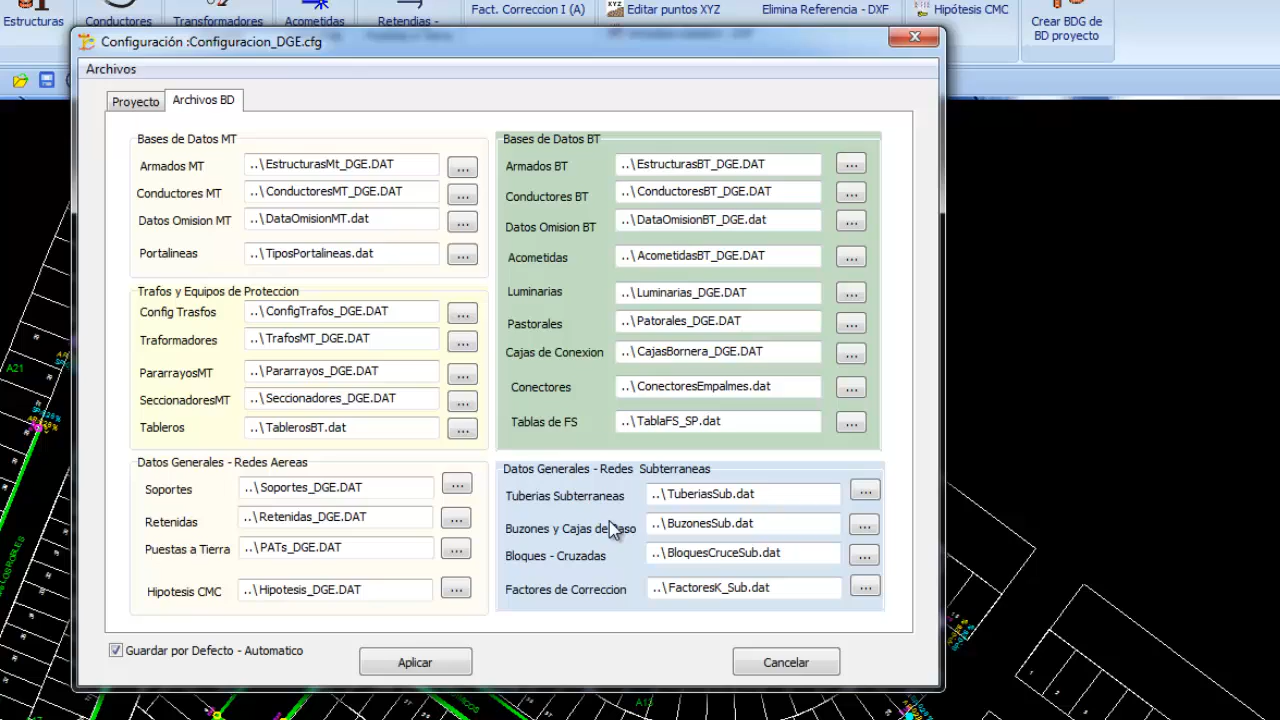 Estructuras
Conductores
Transformadores
Acometidas
Retendias -
Fact. Correccion I (A)
Editar puntos XYZ
Elimina Referencia - DXF
Hipótesis CMC
Crear BDG de
BD proyecto
Configuración :Configuracion_DGE.cfg
Archivos
Proyecto
Archivos BD
Bases de Datos MT
Armados MT
..\EstructurasMt_DGE.DAT
...
Conductores MT
..\ConductoresMT_DGE.DAT
...
Datos Omision MT
..\DataOmisionMT.dat
...
Portalineas
..\TiposPortalineas.dat
...
Trafos y Equipos de Proteccion
Config Trasfos
..\ConfigTrafos_DGE.DAT
...
Traformadores
..\TrafosMT_DGE.DAT
...
PararrayosMT
..\Pararrayos_DGE.DAT
...
SeccionadoresMT
..\Seccionadores_DGE.DAT
...
Tableros
..\TablerosBT.dat
...
Datos Generales - Redes Aereas
Soportes
..\Soportes_DGE.DAT
...
Retenidas
..\Retenidas_DGE.DAT
...
Puestas a Tierra
..\PATs_DGE.DAT
...
Hipotesis CMC
..\Hipotesis_DGE.DAT
...
Bases de Datos BT
Armados BT
..\EstructurasBT_DGE.DAT
...
Conductores BT
..\ConductoresBT_DGE.DAT
...
Datos Omision BT
..\DataOmisionBT_DGE.dat
...
Acometidas
..\AcometidasBT_DGE.DAT
...
Luminarias
..\Luminarias_DGE.DAT
...
Pastorales
..\Patorales_DGE.DAT
...
Cajas de Conexion
..\CajasBornera_DGE.DAT
...
Conectores
..\ConectoresEmpalmes.dat
...
Tablas de FS
..\TablaFS_SP.dat
...
Datos Generales - Redes Subterraneas
Tuberias Subterraneas
..\TuberiasSub.dat
...
Buzones y Cajas de Paso
..\BuzonesSub.dat
...
Bloques - Cruzadas
..\BloquesCruceSub.dat
...
Factores de Correccion
..\FactoresK_Sub.dat
...
Guardar por Defecto - Automatico
Aplicar
Cancelar
A21
A13